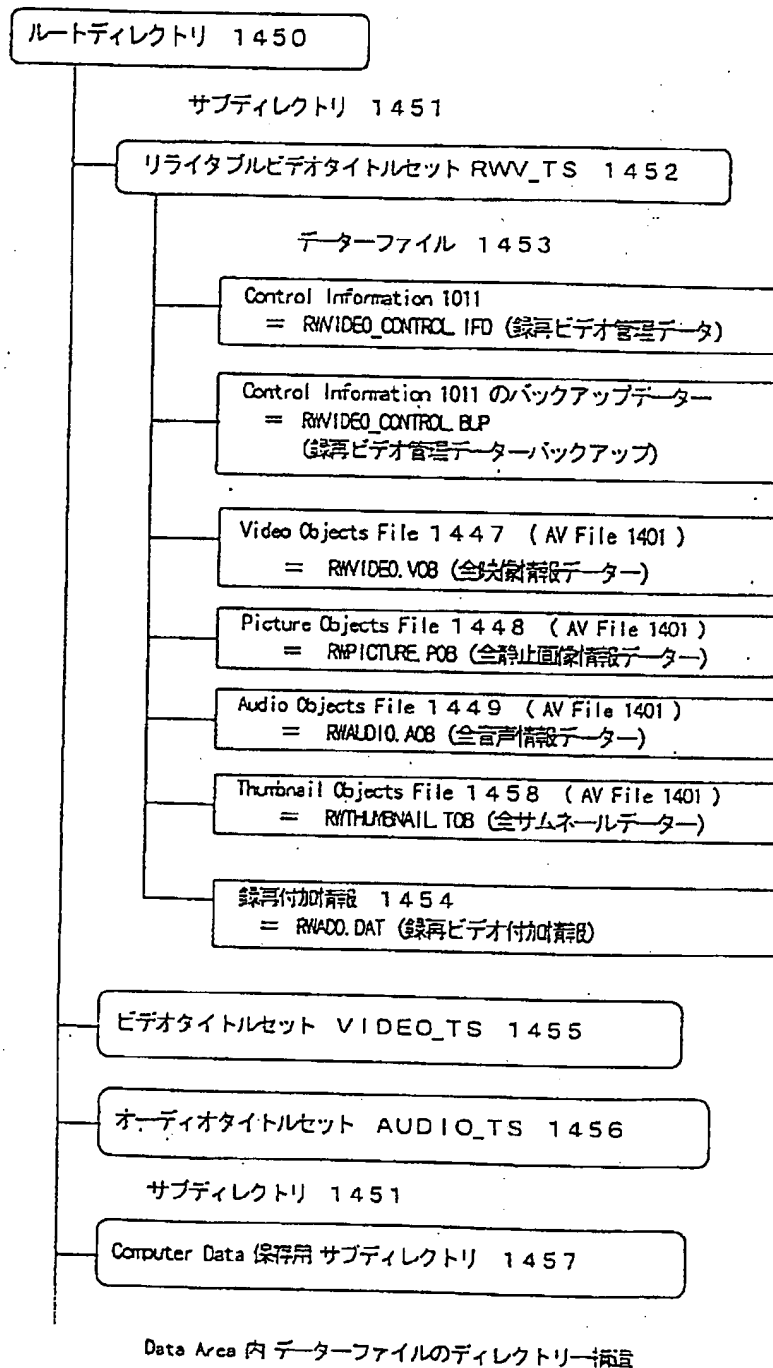 ルートディレクトリ 1450
サブディレクトリ 1451
リライタブルビデオタイトルセット RWV_TS 1452
データーファイル 1453
Control Information 1011
= RWVIDEO_CONTROL.IFO (録再ビデオ管理データ)
Control Information 1011 のバックアップデーター
= RWVIDEO_CONTROL.BUP
(録再ビデオ管理データーバックアップ)
Video Objects File 1447 ( AV File 1401 )
= RWVIDEO.VOB (全映像情報データー)
Picture Objects File 1448 ( AV File 1401 )
= RWPICTURE.POB (全静止画像情報データー)
Audio Objects File 1449 ( AV File 1401 )
= RWAUDIO.AOB (全音声情報データー)
Thumbnail Objects File 1458 ( AV File 1401 )
= RWTHUMBNAIL.TOB (全サムネールデーター)
録再付加情報 1454
= RWADD.DAT (録再ビデオ付加情報)
ビデオタイトルセット VIDEO_TS 1455
オーディオタイトルセット AUDIO_TS 1456
サブディレクトリ 1451
Computer Data 保存用 サブディレクトリ 1457
Data Area 内 データーファイルのディレクトリー構造